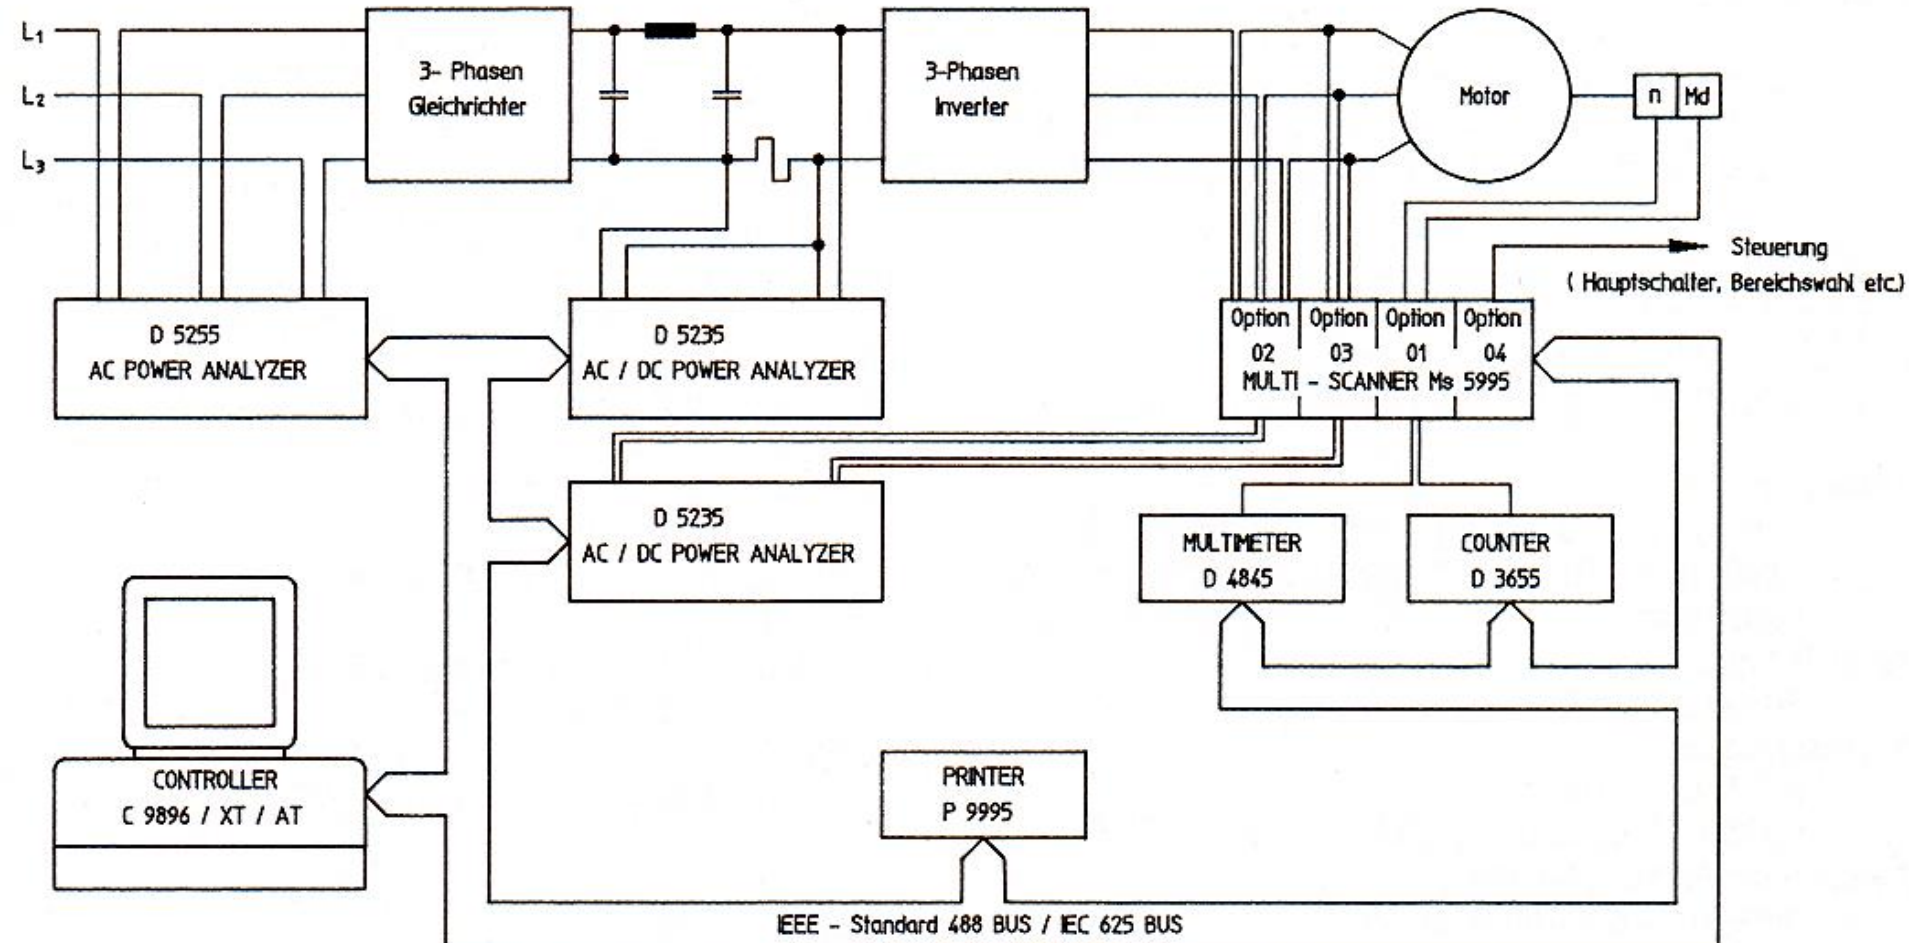 L1
L2
L3
3- Phasen
Gleichrichter
3-Phasen
Inverter
Motor
n
Md
Steuerung
( Hauptschalter, Bereichswahl etc.)
D 5255
AC POWER ANALYZER
D 5235
AC / DC POWER ANALYZER
Option
02
Option
03
Option
01
Option
04
MULTI - SCANNER Ms 5995
D 5235
AC / DC POWER ANALYZER
MULTIMETER
D 4845
COUNTER
D 3655
CONTROLLER
C 9896 / XT / AT
PRINTER
P 9995
IEEE - Standard 488 BUS / IEC 625 BUS